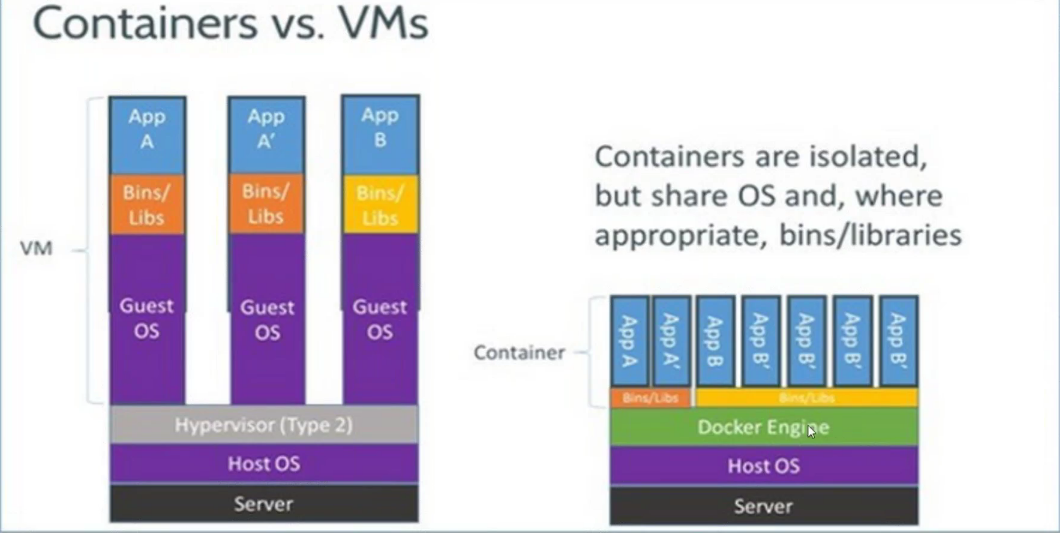 Containers vs. VMs
App
A
App
A′
App
B
Bins/
Libs
Bins/
Libs
Bins/
Libs
VM
Guest
OS
Guest
OS
Guest
OS
Hypervisor (Type 2)
Host OS
Server
Containers are isolated,
but share OS and, where
appropriate, bins/libraries
Container
App A
App A′
App B
App B′
App B′
App B′
App B′
Bins/Libs
Bins/Libs
Docker Engine
Host OS
Server